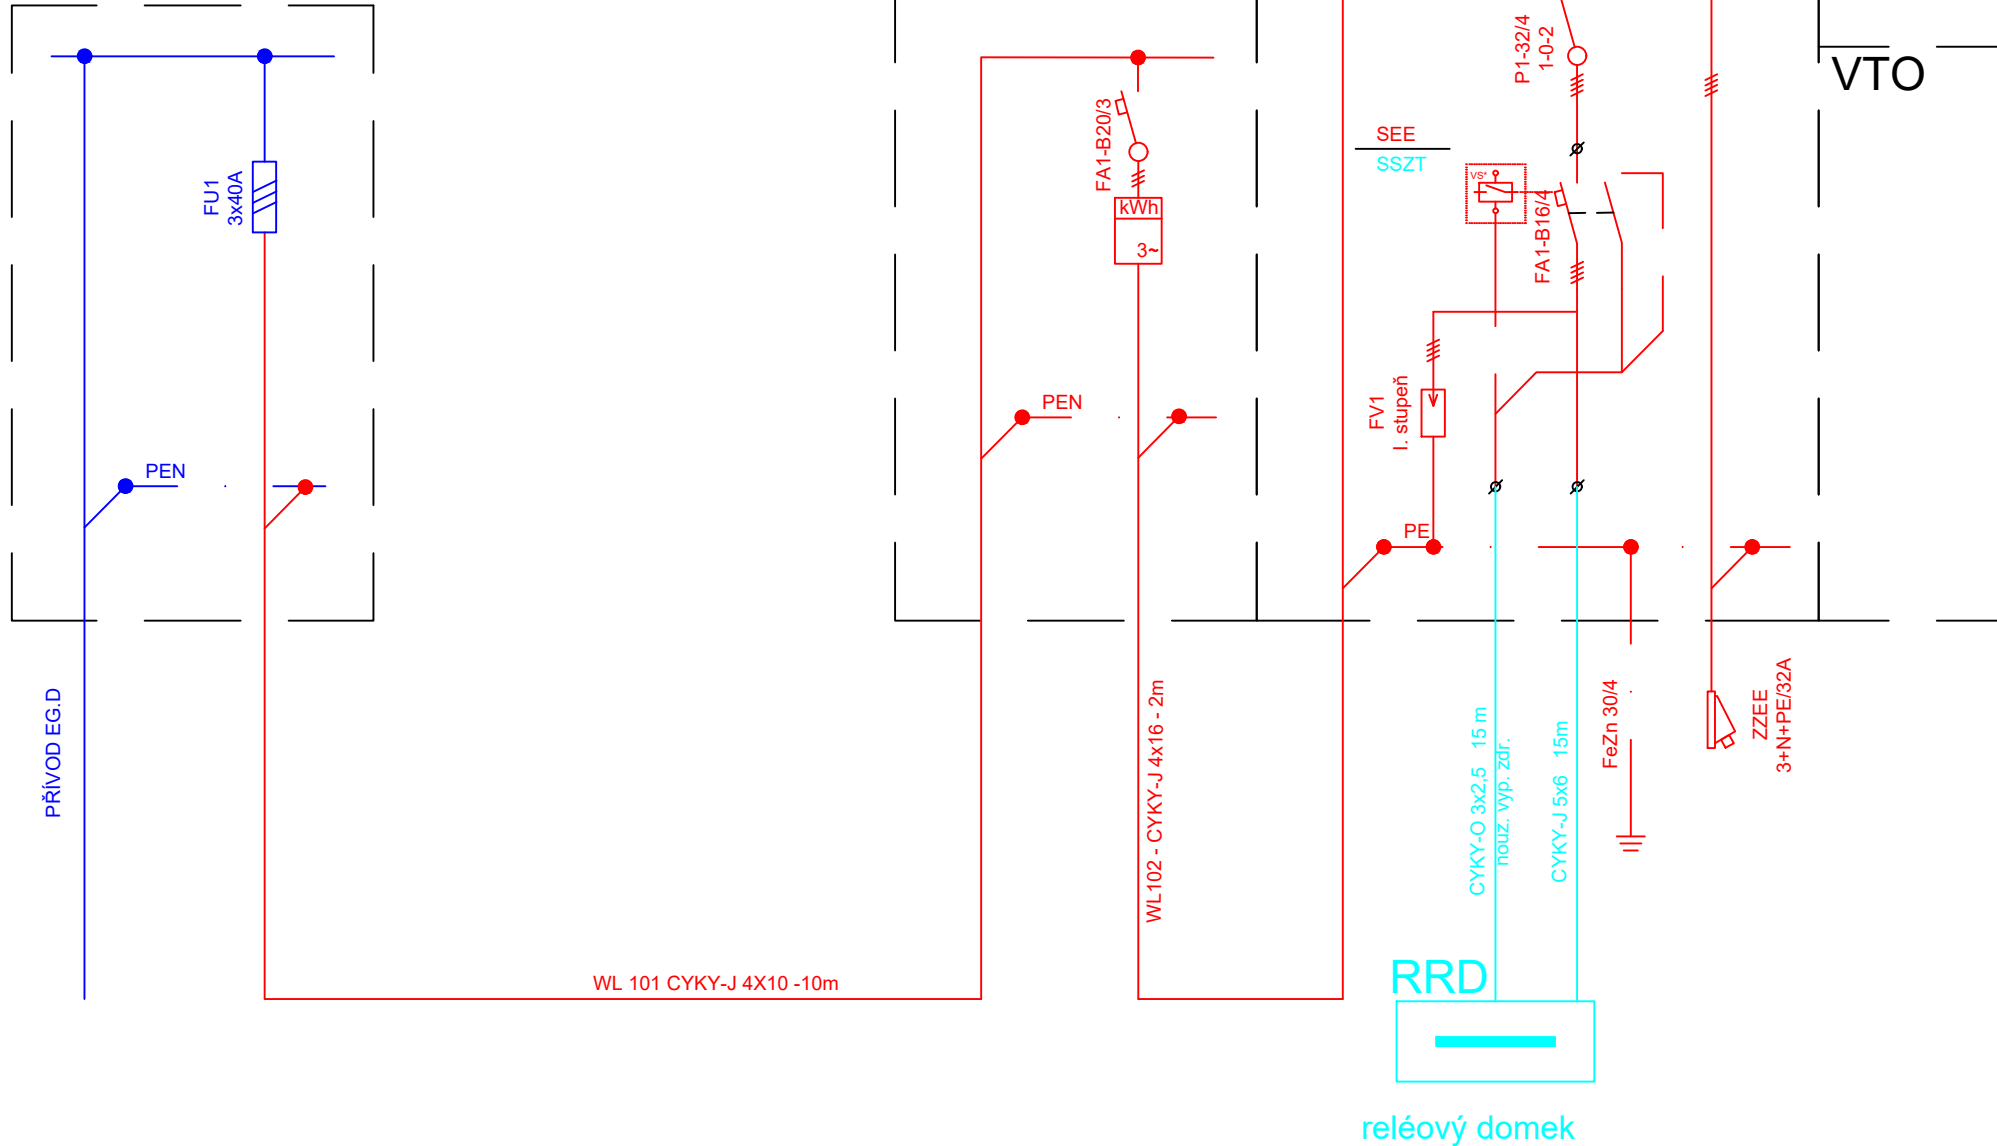 FU1
3x40A
PEN
PŘÍVOD EG.D
WL 101 CYKY-J 4X10 -10m
FA1-B20/3
kWh
3~
PEN
WL102 - CYKY-J 4x16 - 2m
SEE
SSZT
P1-32/4
1-0-2
VS*
FA1-B16/4
FV1
I. stupeň
PE
CYKY-O 3x2,5 15 m
nouz. vyp. zdr.
CYKY-J 5x6 15m
FeZn 30/4
ZZEE
3+N+PE/32A
VTO
RRD
reléový domek